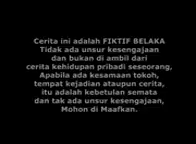 Cerita ini adalah FIKTIF BELAKA
Tidak ada unsur kesengajaan
dan bukan di ambil dari
cerita kehidupan pribadi seseorang,
Apabila ada kesamaan tokoh,
tempat kejadian ataupun cerita,
itu adalah kebetulan semata
dan tak ada unsur kesengajaan,
Mohon di Maafkan.